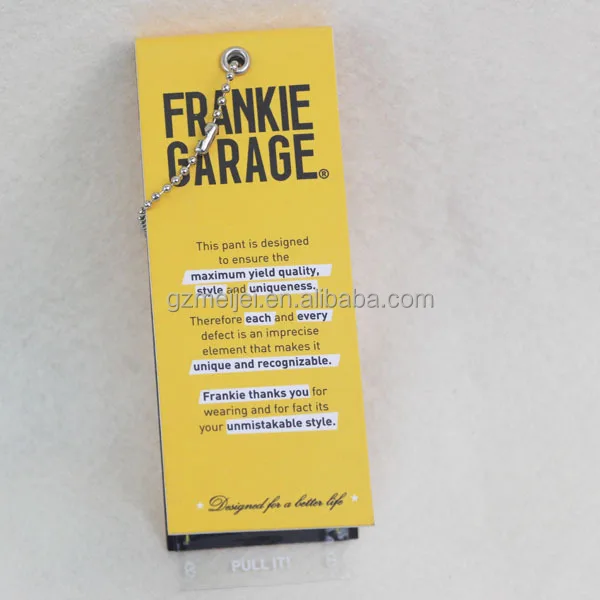 FRANKIE
GARAGE®
This pant is designed
to ensure the
maximum yield quality,
style and uniqueness.
gzmeijei.en.alibaba.com
Therefore each and every
defect is an imprecise
element that makes it
unique and recognizable.
Frankie thanks you for
wearing and for fact its
your unmistakable style.
Designed for a better life
PULL IT!